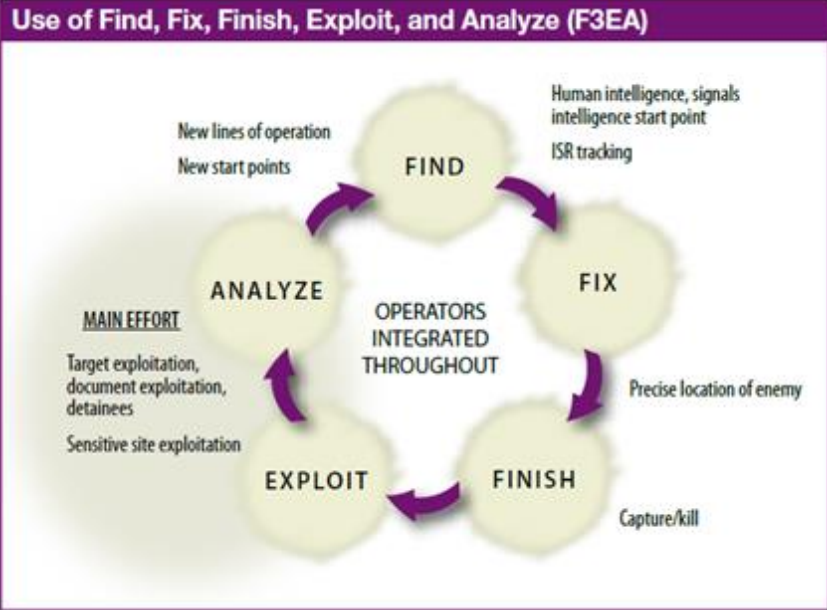 Use of Find, Fix, Finish, Exploit, and Analyze (F3EA)
New lines of operation
New start points
FIND
Human intelligence, signals
intelligence start point
ISR tracking
ANALYZE
FIX
OPERATORS
INTEGRATED
THROUGHOUT
MAIN EFFORT
Target exploitation,
document exploitation,
detainees
Sensitive site exploitation
Precise location of enemy
EXPLOIT
FINISH
Capture/kill